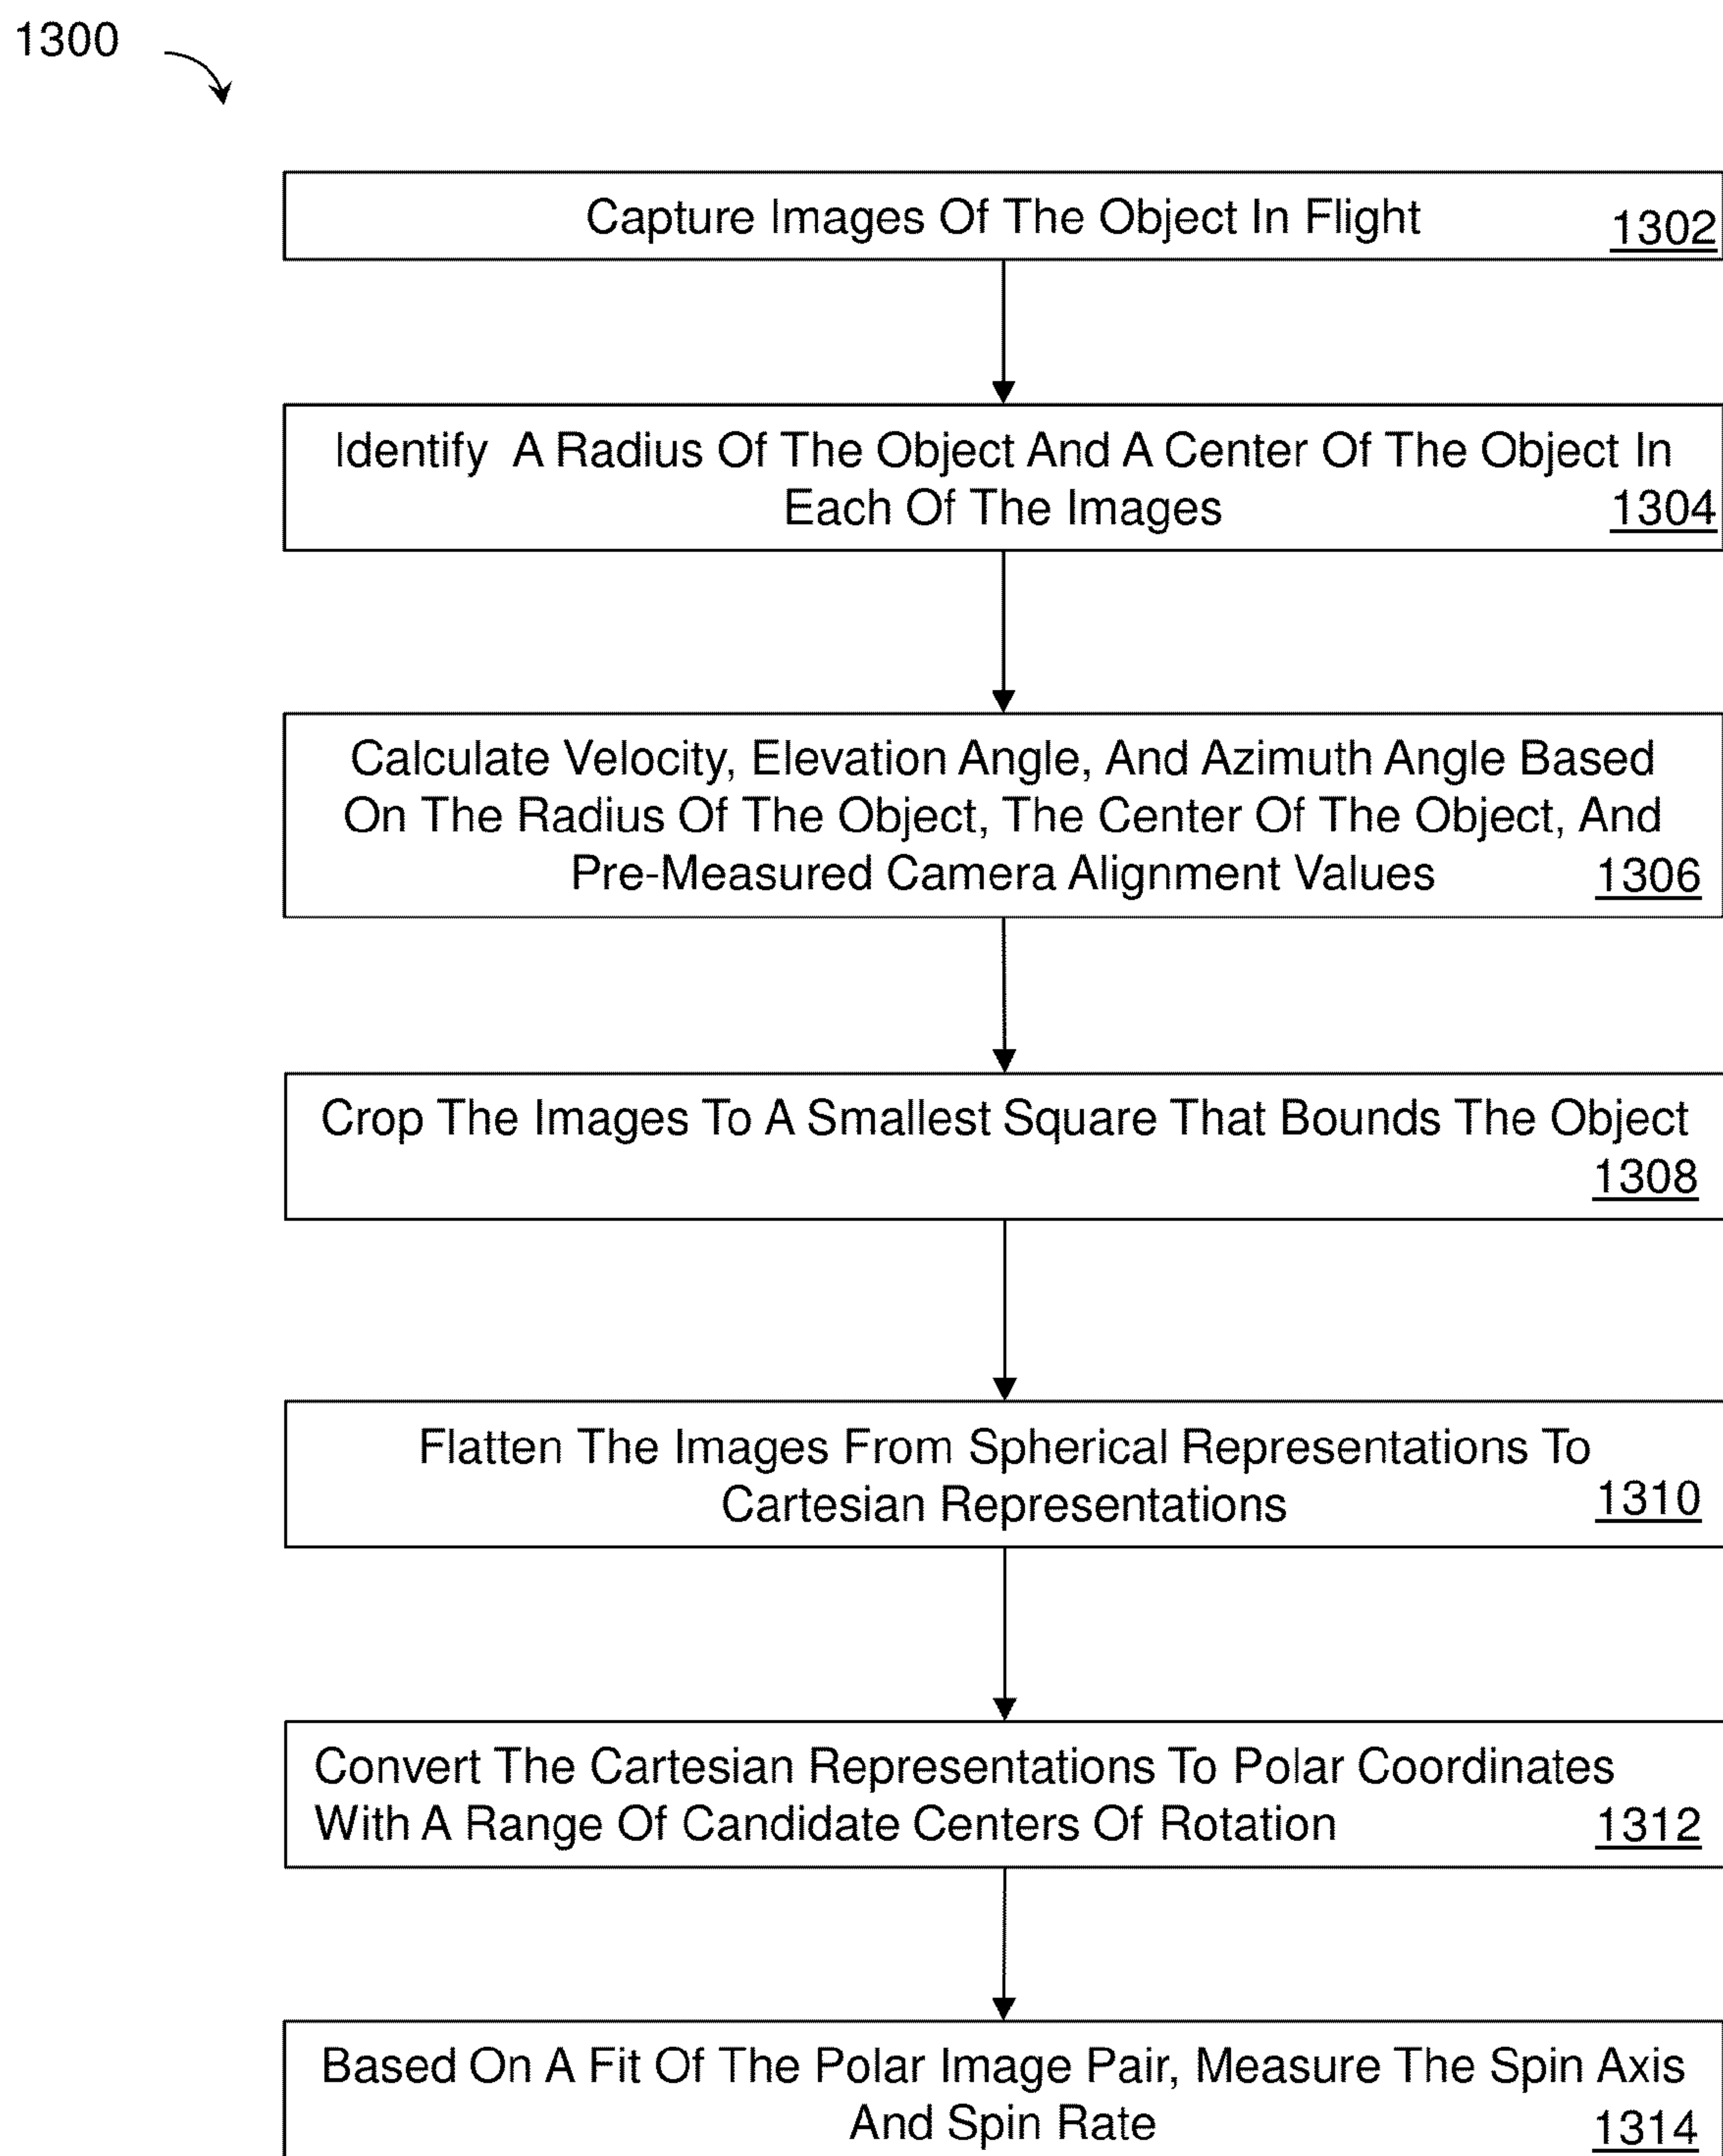 1300
Capture Images Of The Object In Flight
1302
Identify A Radius Of The Object And A Center Of The Object In
Each Of The Images
1304
Calculate Velocity, Elevation Angle, And Azimuth Angle Based
On The Radius Of The Object, The Center Of The Object, And
Pre-Measured Camera Alignment Values
1306
Crop The Images To A Smallest Square That Bounds The Object
1308
Flatten The Images From Spherical Representations To
Cartesian Representations
1310
Convert The Cartesian Representations To Polar Coordinates
With A Range Of Candidate Centers Of Rotation
1312
Based On A Fit Of The Polar Image Pair, Measure The Spin Axis
And Spin Rate
1314